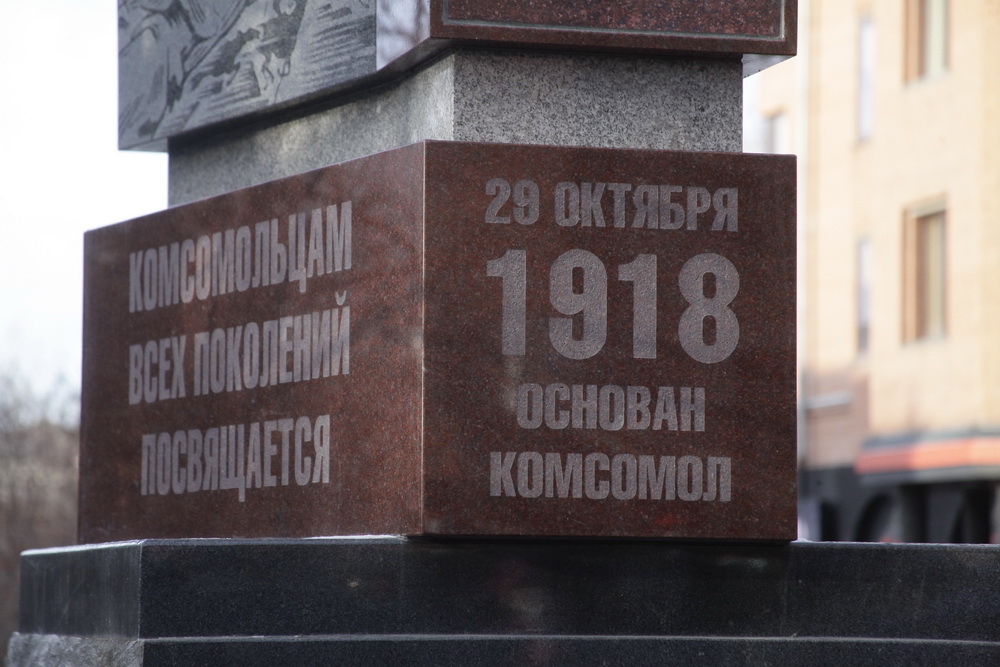 КОМСОМОЛЬЦАМ
ВСЕХ ПОКОЛЕНИЙ
ПОСВЯЩАЕТСЯ
29 ОКТЯБРЯ
1918
ОСНОВАН
КОМСОМОЛ